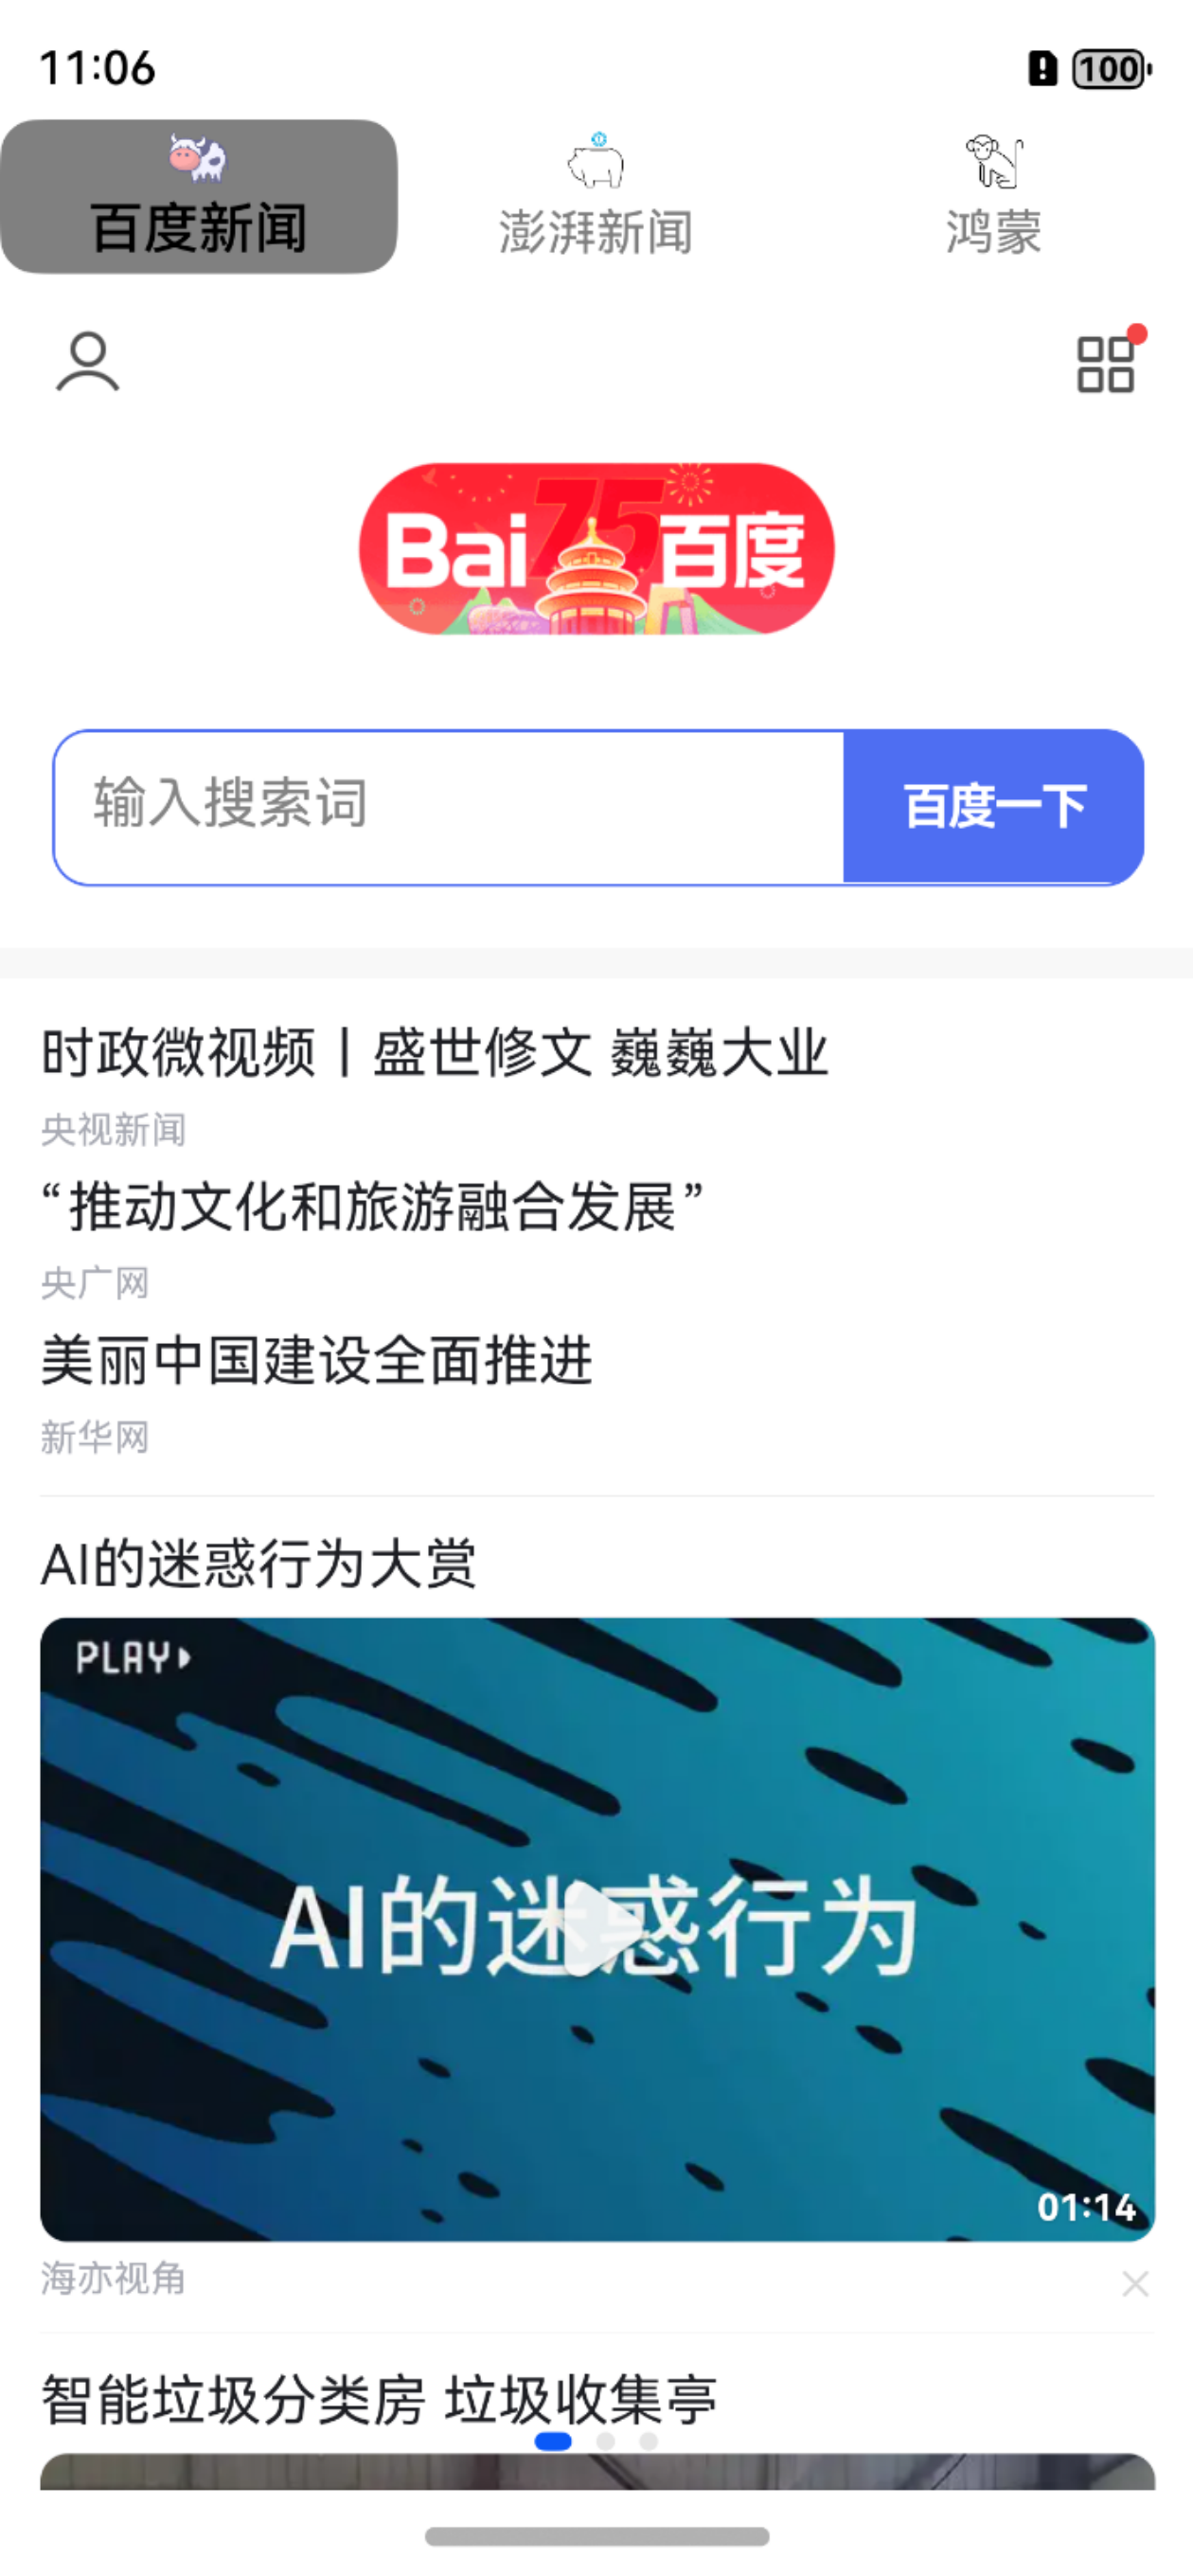 11:06
100
百度新闻
澎湃新闻
鸿蒙
Bai 75 百度
输入搜索词
百度一下
时政微视频丨盛世修文 巍巍大业
央视新闻
“推动文化和旅游融合发展”
央广网
美丽中国建设全面推进
新华网
AI的迷惑行为大赏
PLAY
AI的迷惑行为
01:14
海亦视角
智能垃圾分类房 垃圾收集亭